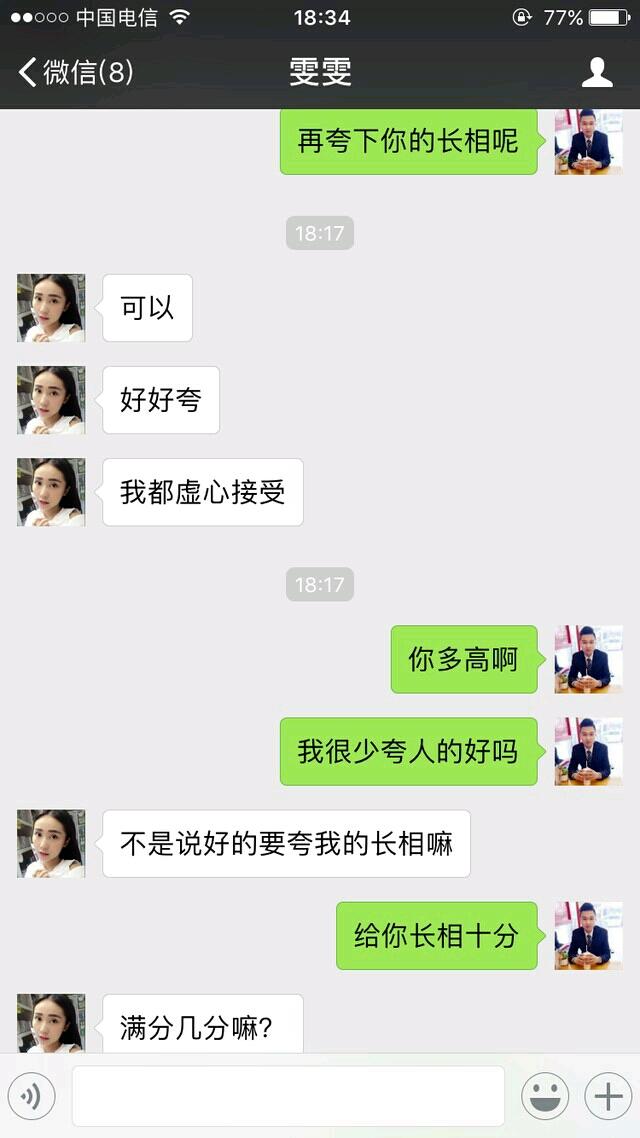 中国电信 18:34 77%
微信(8) 雯雯
再夸下你的长相呢
18:17
可以
好好夸
我都虚心接受
18:17
你多高啊
我很少夸人的好吗
不是说好的要夸我的长相嘛
给你长相十分
满分几分嘛?